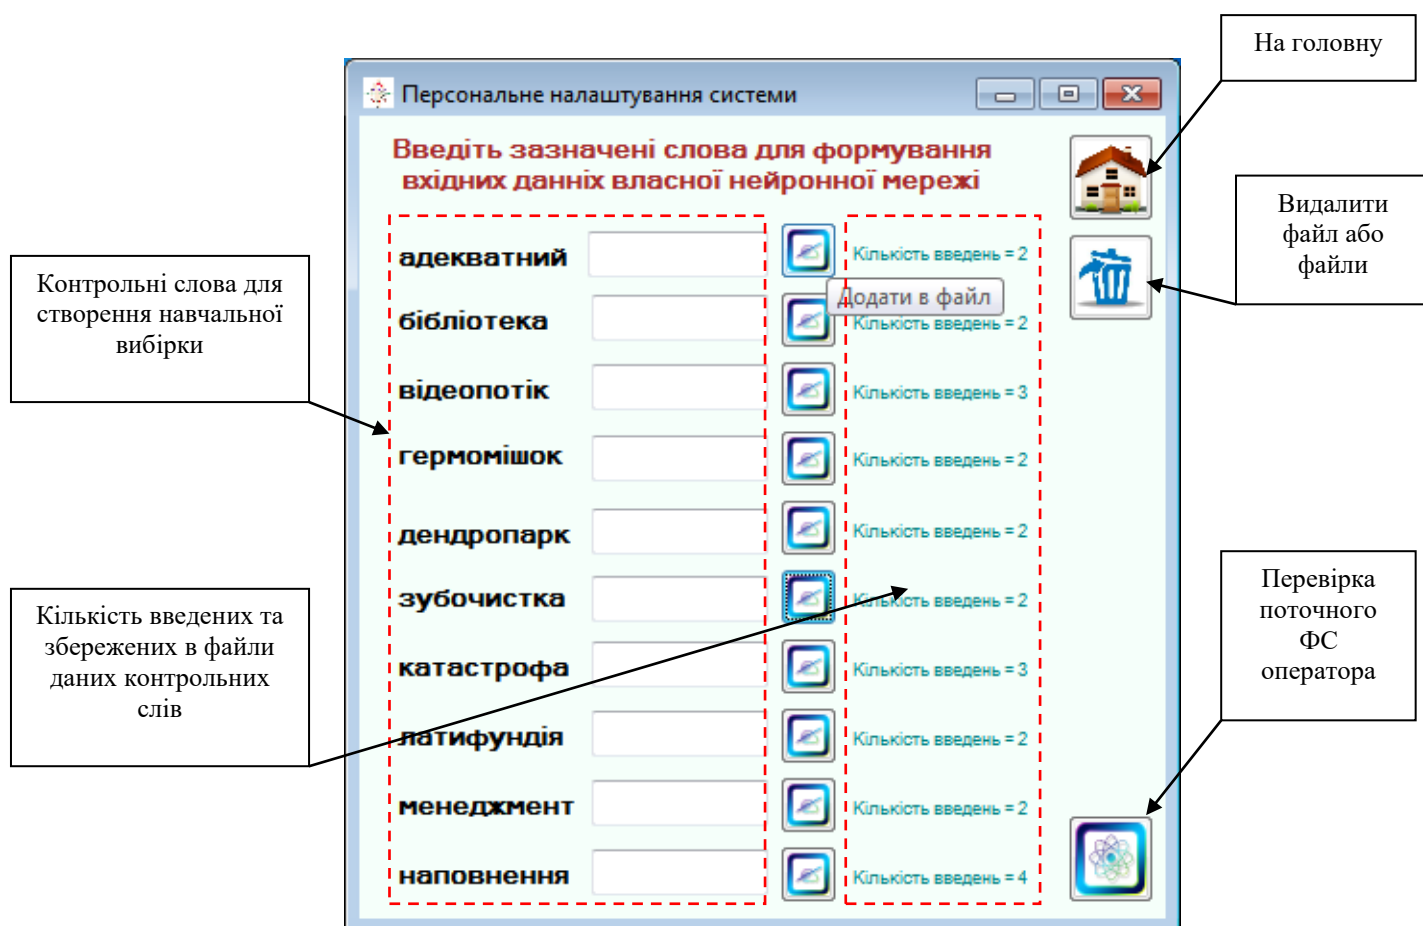 На головну
Персональне налаштування системи
Введіть зазначені слова для формування
вхідних данніх власної нейронної мережі
Видалити
файл або
файли
адекватний
Кількість введень = 2
Додати в файл
Контрольні слова для
створення навчальної
вибірки
бібліотека
Кількість введень = 2
відеопотік
Кількість введень = 3
гермомішок
Кількість введень = 2
дендропарк
Кількість введень = 2
Перевірка
поточного
ФС
оператора
зубочистка
Кількість введень = 2
Кількість введених та
збережених в файли
даних контрольних
слів
катастрофа
Кількість введень = 3
латифундія
Кількість введень = 2
менеджмент
Кількість введень = 2
наповнення
Кількість введень = 4